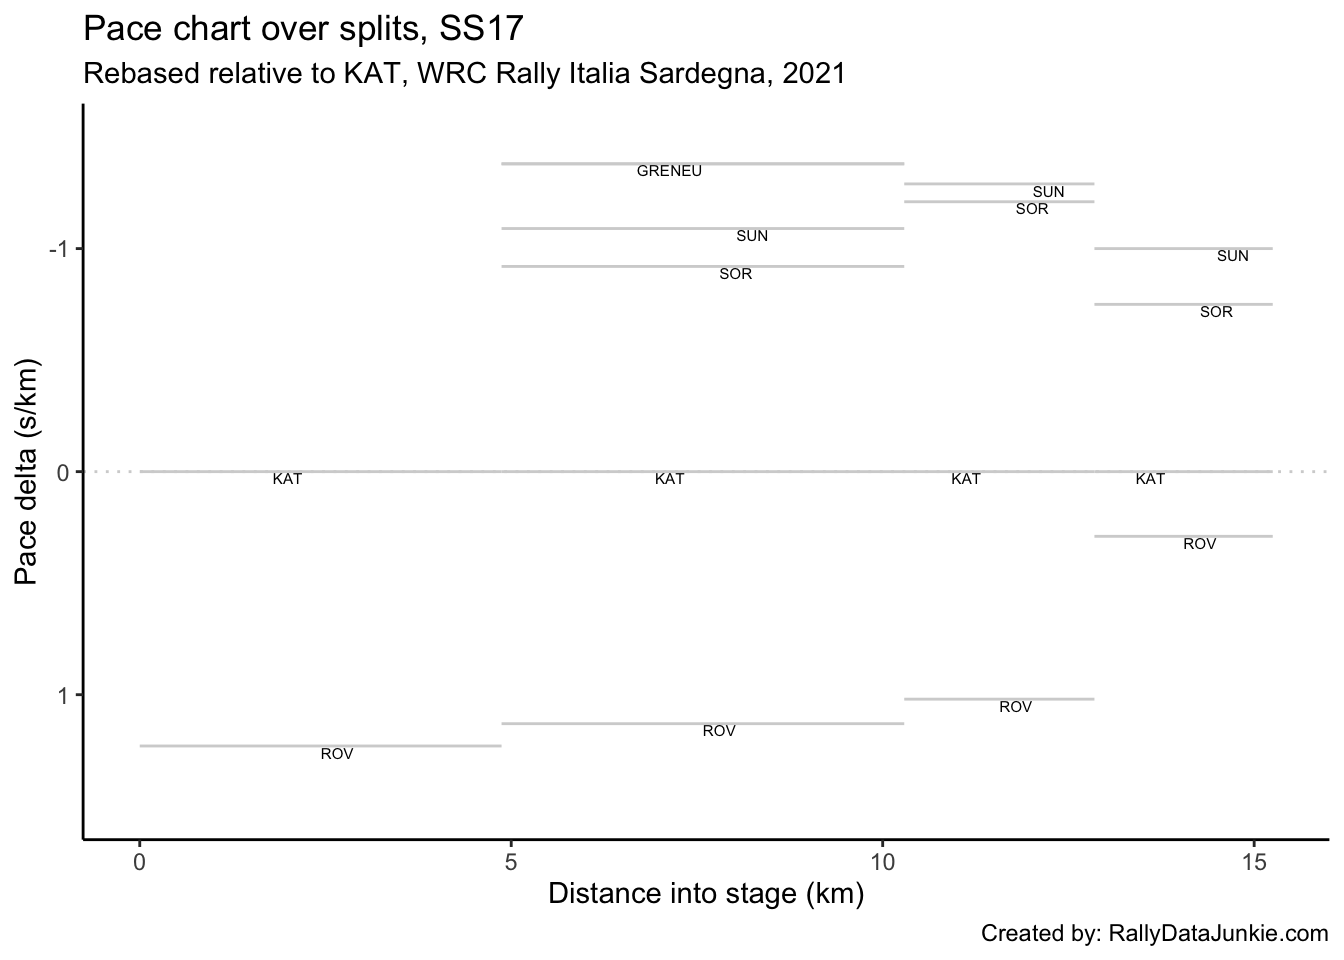 Pace chart over splits, SS17
Rebased relative to KAT, WRC Rally Italia Sardegna, 2021
GRENEU
SUN
SOR
SUN
SOR
-1
SUN
SOR
Pace delta (s/km)
0
KAT
KAT
KAT
KAT
ROV
1
ROV
ROV
ROV
0 5 10 15
Distance into stage (km)
Created by: RallyDataJunkie.com